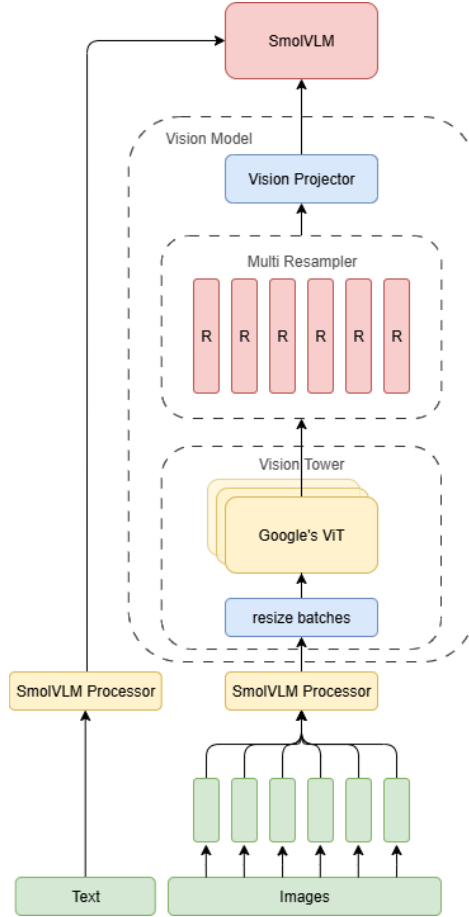 SmolVLM
Vision Model
Vision Projector
Multi Resampler
R R R R R R
Vision Tower
Google's ViT
resize batches
SmolVLM Processor
SmolVLM Processor
Text
Images